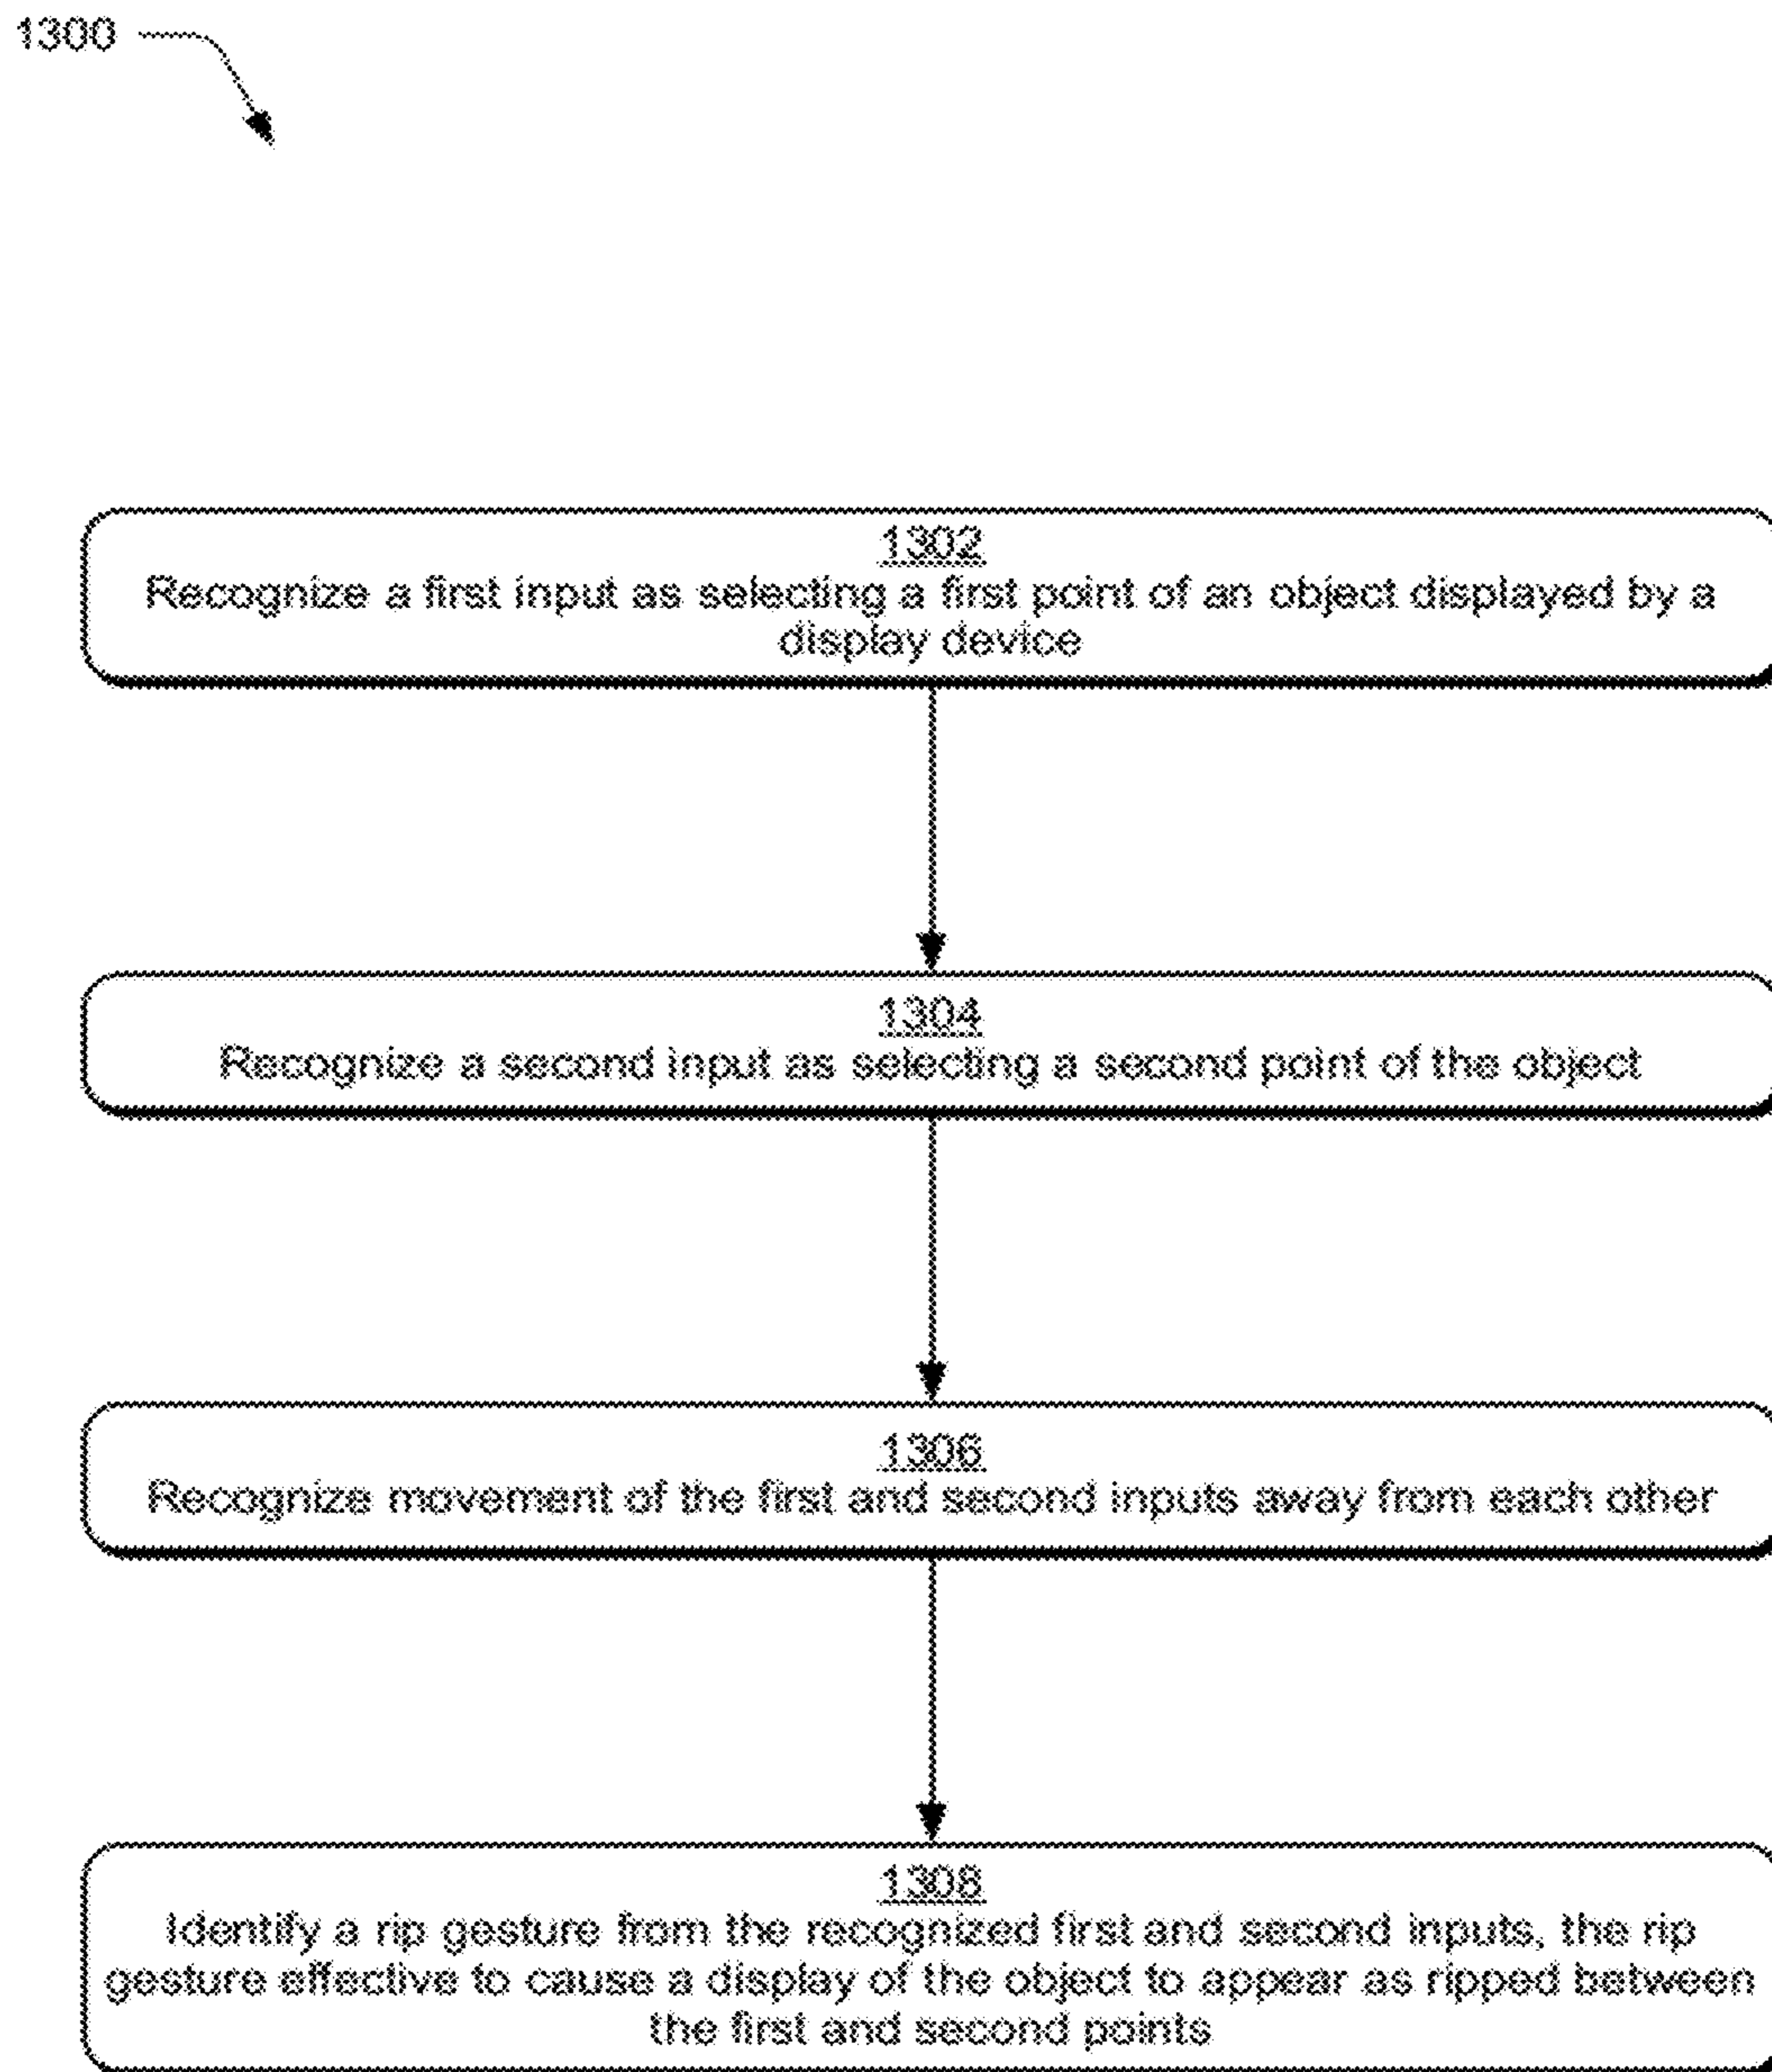 1300
1302
Recognize a first input as selecting a first point of an object displayed by a
display device
1304
Recognize a second input as selecting a second point of the object
1306
Recognize movement of the first and second inputs away from each other
1308
Identify a rip gesture from the recognized first and second inputs, the rip
gesture effective to cause a display of the object to appear as ripped between
the first and second points